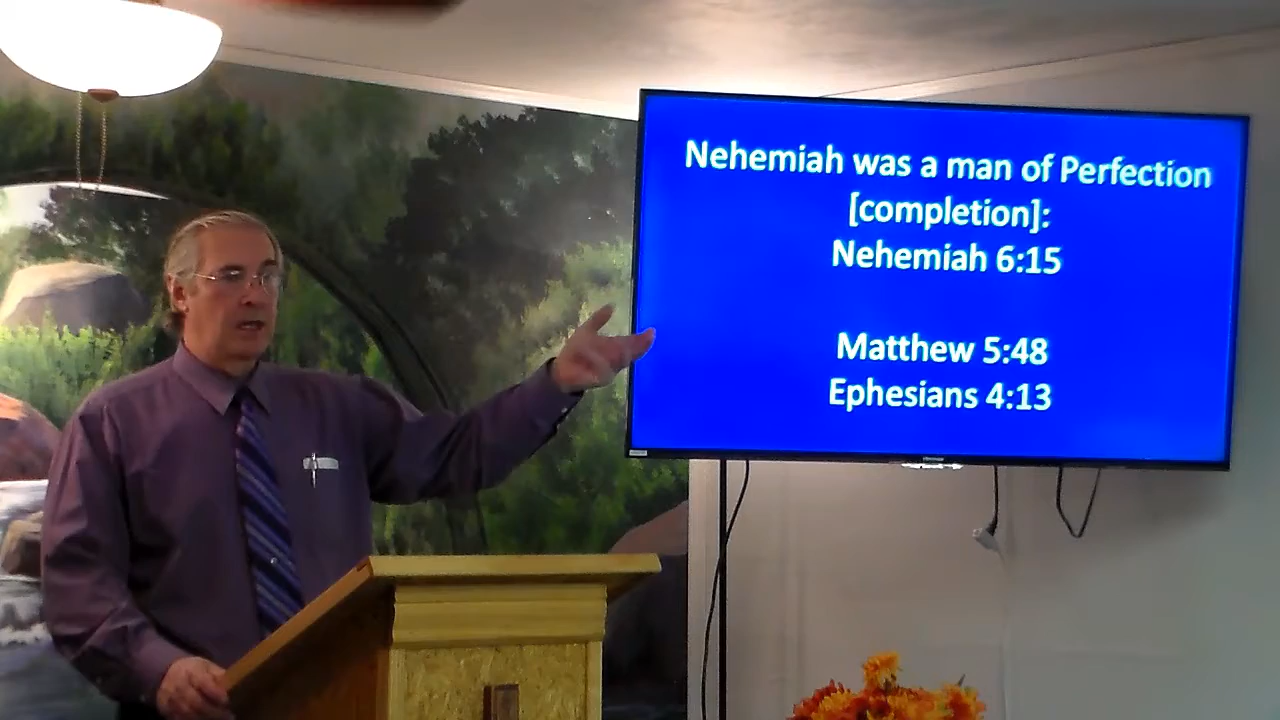 Nehemiah was a man of Perfection
[completion]:
Nehemiah 6:15
Matthew 5:48
Ephesians 4:13